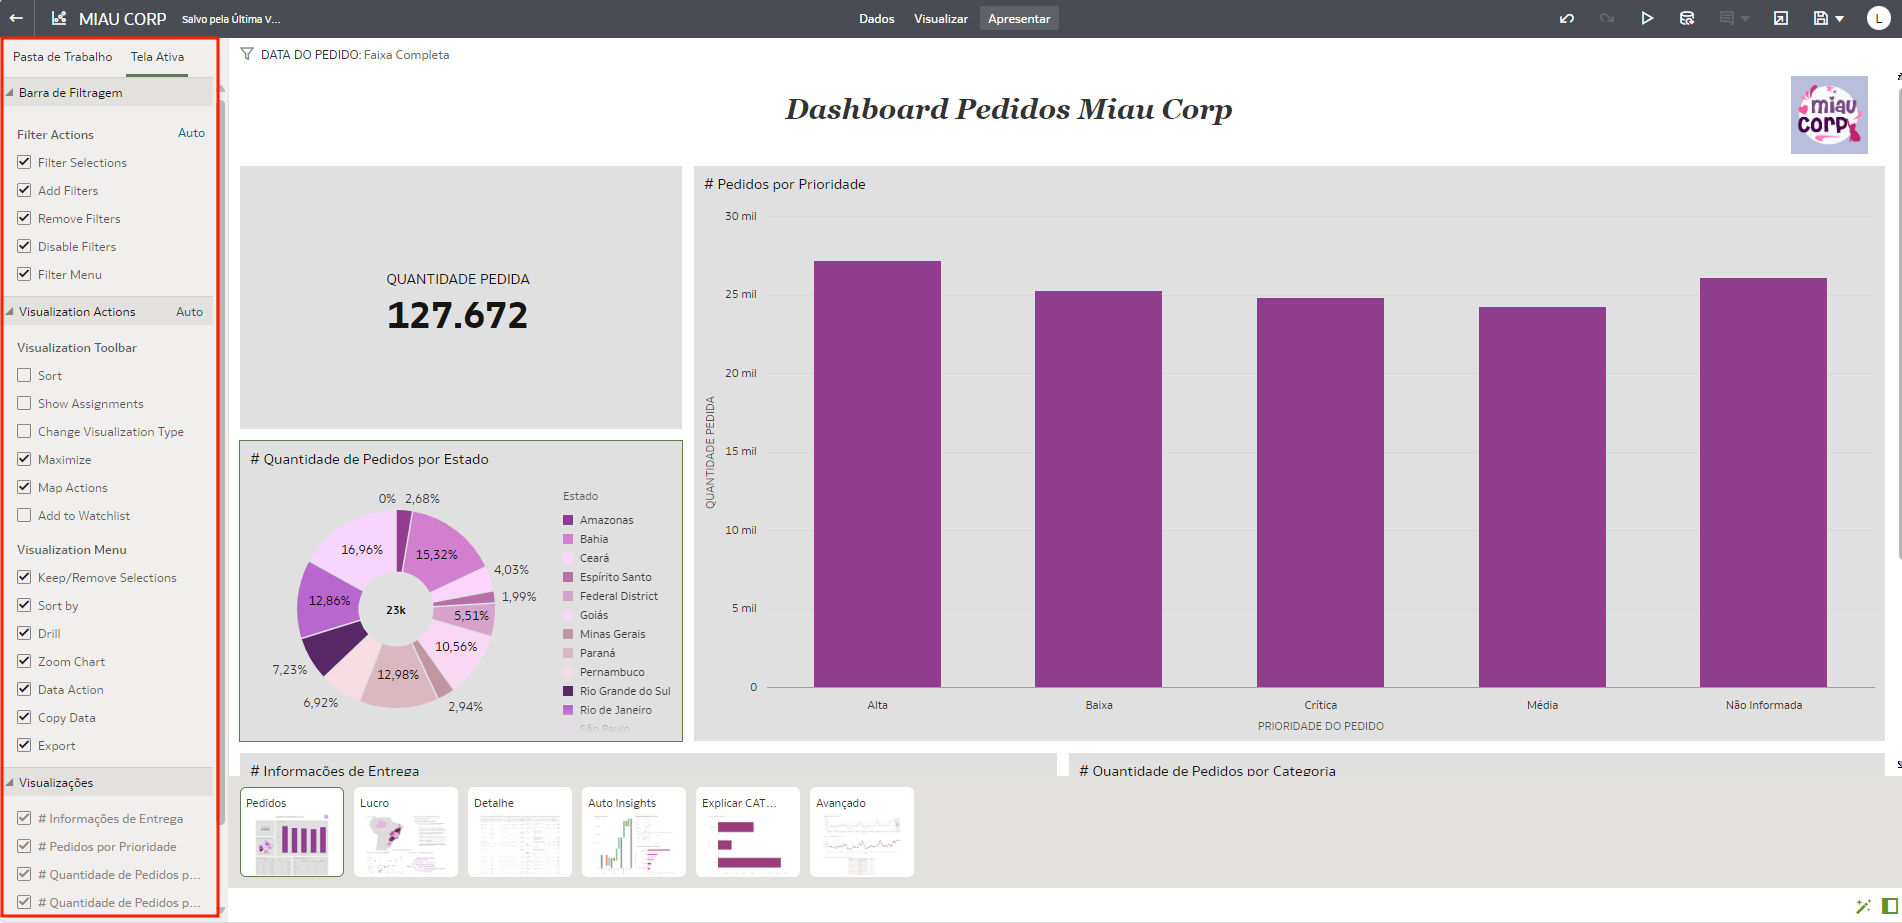 MIAU CORP Salvo pela Última V...
Dados Visualizar Apresentar
L
Pasta de Trabalho Tela Ativa
Barra de Filtragem
Filter Actions Auto
Filter Selections
Add Filters
Remove Filters
Disable Filters
Filter Menu
Visualization Actions Auto
Visualization Toolbar
Sort
Show Assignments
Change Visualization Type
Maximize
Map Actions
Add to Watchlist
Visualization Menu
Keep/Remove Selections
Sort by
Drill
Zoom Chart
Data Action
Copy Data
Export
Visualizações
# Informações de Entrega
# Pedidos por Prioridade
# Quantidade de Pedidos p...
# Quantidade de Pedidos p...
DATA DO PEDIDO: Faixa Completa
Dashboard Pedidos Miau Corp
miau
corp
QUANTIDADE PEDIDA
127.672
# Pedidos por Prioridade
30 mil
25 mil
20 mil
15 mil
10 mil
5 mil
0
QUANTIDADE PEDIDA
Alta Baixa Crítica Média Não Informada
PRIORIDADE DO PEDIDO
# Quantidade de Pedidos por Estado
0% 2,68%
16,96% 15,32%
4,03%
1,99%
12,86% 23k 5,51%
10,56%
7,23% 12,98%
6,92% 2,94%
Estado
Amazonas
Bahia
Ceará
Espírito Santo
Federal District
Goiás
Minas Gerais
Paraná
Pernambuco
Rio Grande do Sul
Rio de Janeiro
São Paulo
# Informações de Entrega
# Quantidade de Pedidos por Categoria
Pedidos Lucro Detalhe Auto Insights Explicar CAT... Avançado